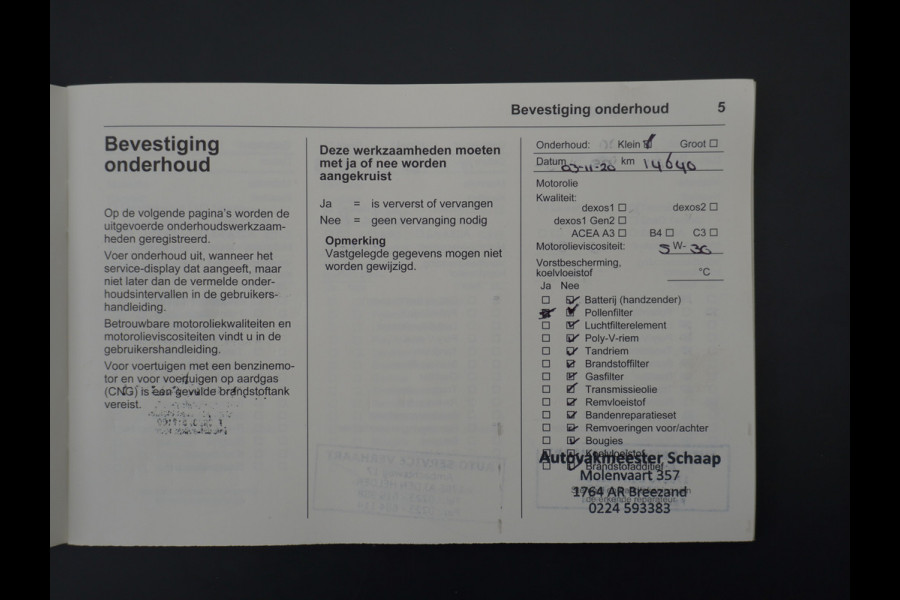 Bevestiging onderhoud 5
Bevestiging
onderhoud
Op de volgende pagina's worden de
uitgevoerde onderhoudswerkzaam-
heden geregistreerd.
Voer onderhoud uit, wanneer het
service-display dat aangeeft, maar
niet later dan de vermelde onder-
houdsintervallen in de gebruikers-
handleiding.
Betrouwbare motoroliekwaliteiten en
motorolieviscositeiten vindt u in de
gebruikershandleiding.
Voor voertuigen met een benzinemo-
tor en voor voertuigen op aardgas
(CNG) is een gevulde brandstoftank
vereist.
Deze werkzaamheden moeten
met ja of nee worden
aangekruist
Ja = is ververst of vervangen
Nee = geen vervanging nodig
Opmerking
Vastgelegde gegevens mogen niet
worden gewijzigd.
Onderhoud: Klein Groot
Datum 03-11-20 km 14640
Motorolie
Kwaliteit:
dexos1 dexos2
dexos1 Gen2
ACEA A3 B4 C3
Motorolieviscositeit: 5 W- 30
Vorstbescherming,
koelvloeistof °C
Ja Nee
Batterij (handzender)
Pollenfilter
Luchtfilterelement
Poly-V-riem
Tandriem
Brandstoffilter
Gasfilter
Transmissieolie
Remvloeistof
Bandenreparatieset
Remvoeringen voor/achter
Bougies
Koelvloeistof
Brandstofadditief
Autovakmeester Schaap
Molenvaart 357
1764 AR Breezand
0224 593383